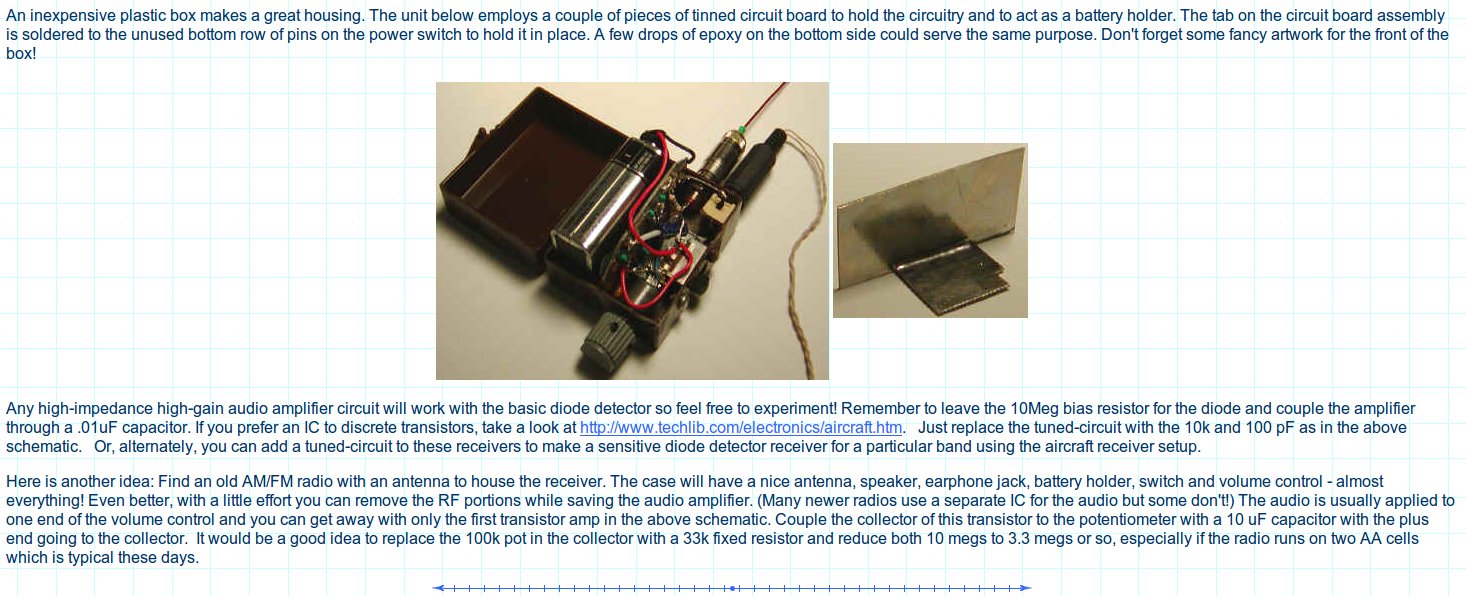 An inexpensive plastic box makes a great housing. The unit below employs a couple of pieces of tinned circuit board to hold the circuitry and to act as a battery holder. The tab on the circuit board assembly
is soldered to the unused bottom row of pins on the power switch to hold it in place. A few drops of epoxy on the bottom side could serve the same purpose. Don't forget some fancy artwork for the front of the
box!
Any high-impedance high-gain audio amplifier circuit will work with the basic diode detector so feel free to experiment! Remember to leave the 10Meg bias resistor for the diode and couple the amplifier
through a .01uF capacitor. If you prefer an IC to discrete transistors, take a look at http://www.techlib.com/electronics/aircraft.htm.   Just replace the tuned-circuit with the 10k and 100 pF as in the above
schematic.   Or, alternately, you can add a tuned-circuit to these receivers to make a sensitive diode detector receiver for a particular band using the aircraft receiver setup.
Here is another idea: Find an old AM/FM radio with an antenna to house the receiver. The case will have a nice antenna, speaker, earphone jack, battery holder, switch and volume control - almost
everything! Even better, with a little effort you can remove the RF portions while saving the audio amplifier. (Many newer radios use a separate IC for the audio but some don't!) The audio is usually applied to
one end of the volume control and you can get away with only the first transistor amp in the above schematic. Couple the collector of this transistor to the potentiometer with a 10 uF capacitor with the plus
end going to the collector.  It would be a good idea to replace the 100k pot in the collector with a 33k fixed resistor and reduce both 10 megs to 3.3 megs or so, especially if the radio runs on two AA cells
which is typical these days.